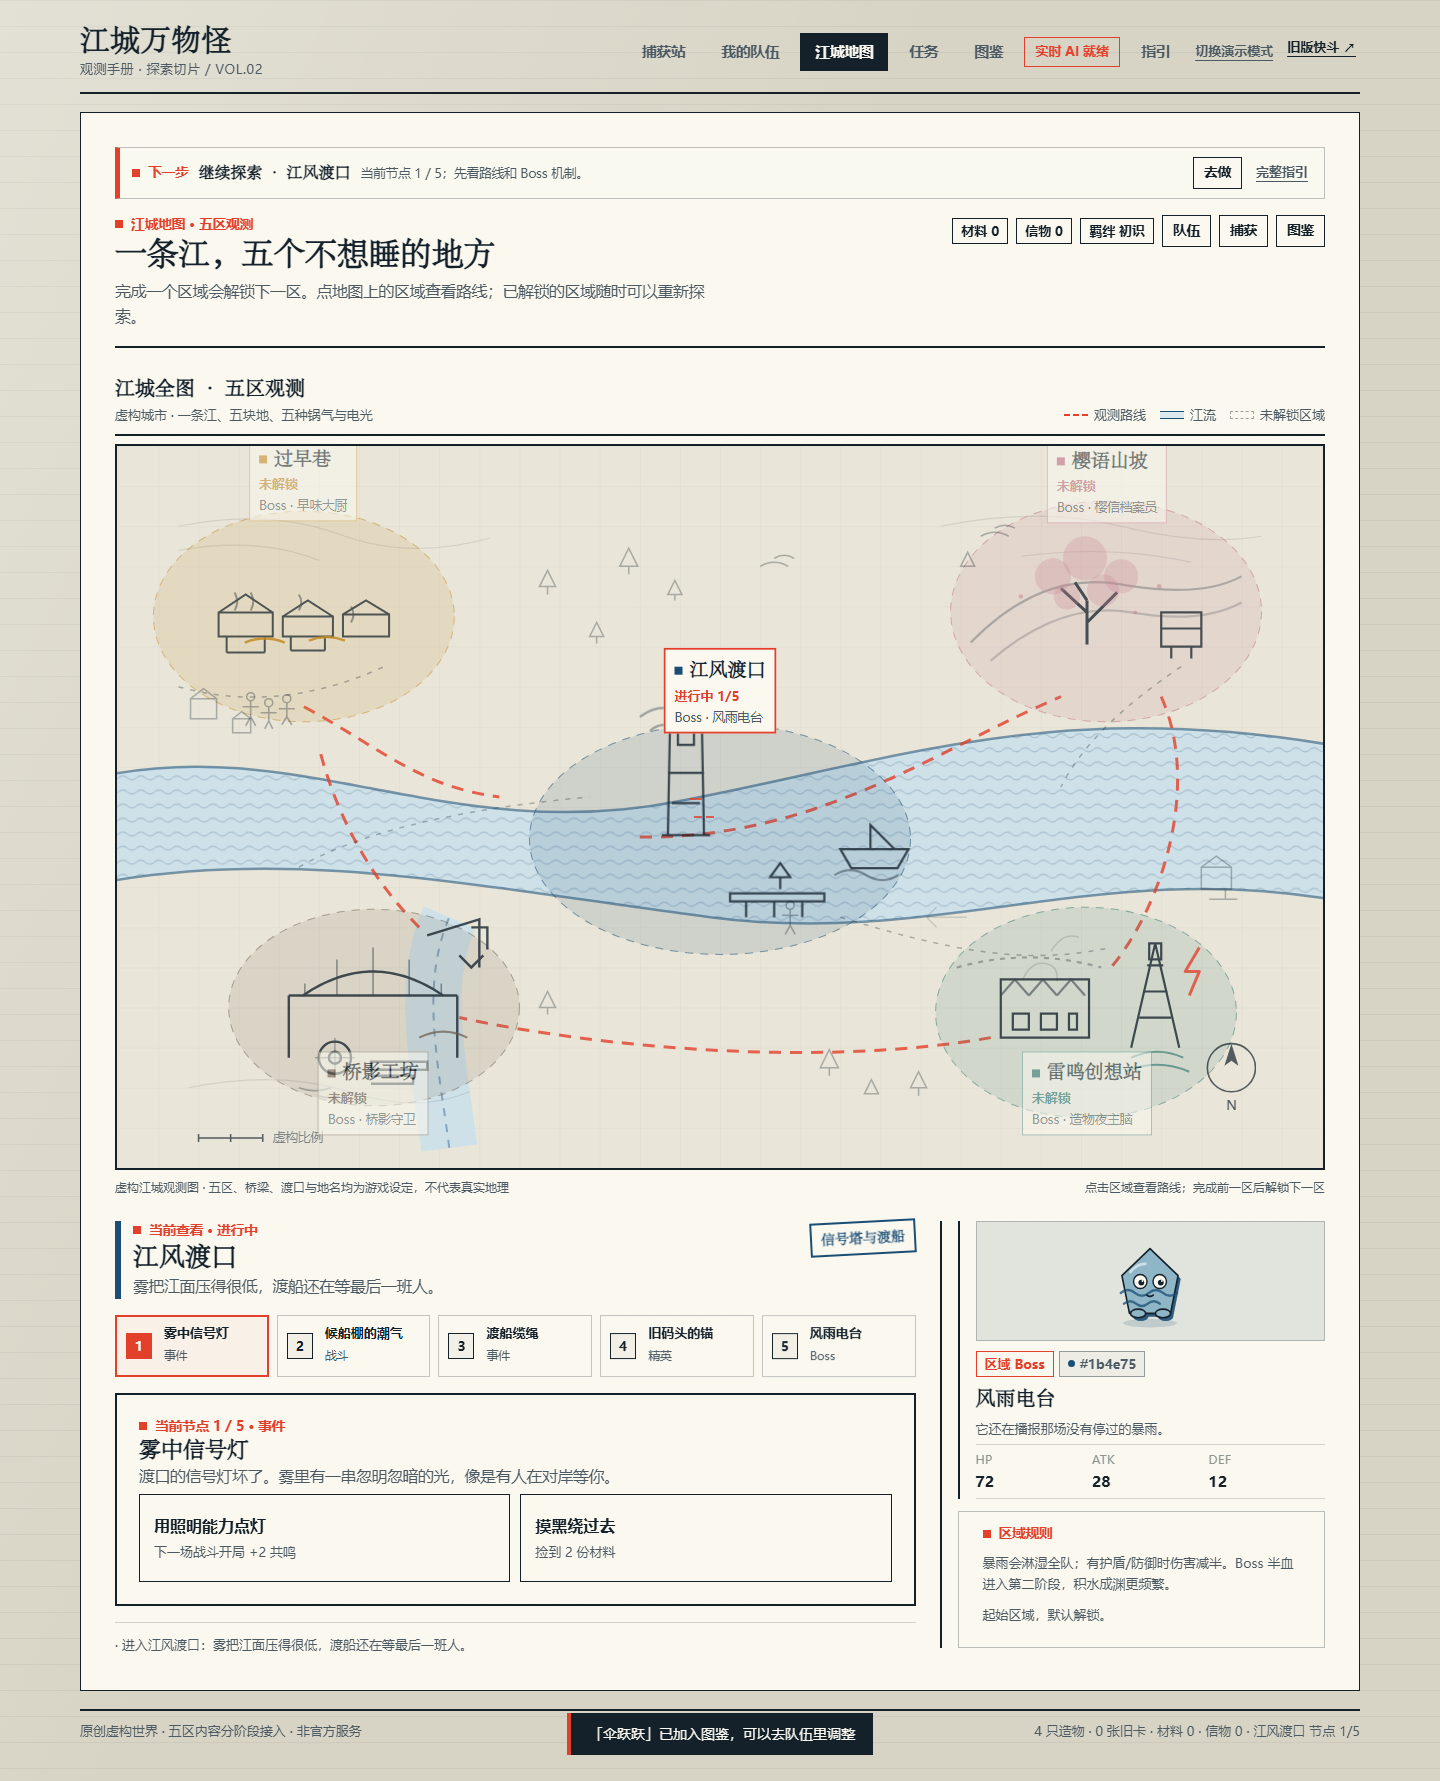 江城万物怪
观测手册 · 探索切片 / VOL.02
捕获站
我的队伍
江城地图
任务
图鉴
实时 AI 就绪
指引
切换演示模式
旧版快斗 ↗
下一步 继续探索 · 江风渡口 当前节点 1 / 5；先看路线和 Boss 机制。
去做
完整指引
江城地图 • 五区观测
一条江，五个不想睡的地方
材料 0
信物 0
羁绊 初识
队伍
捕获
图鉴
完成一个区域会解锁下一区。点地图上的区域查看路线；已解锁的区域随时可以重新探
索。
江城全图 · 五区观测
虚构城市 · 一条江、五块地、五种锅气与电光
观测路线
江流
未解锁区域
过早巷
未解锁
Boss · 早味大厨
樱语山坡
未解锁
Boss · 樱信档案员
江风渡口
进行中 1/5
Boss · 风雨电台
桥影工坊
未解锁
Boss · 桥影守卫
雷鸣创想站
未解锁
Boss · 造物夜主脑
N
虚构比例
虚构江城观测图 · 五区、桥梁、渡口与地名均为游戏设定，不代表真实地理
点击区域查看路线；完成前一区后解锁下一区
当前查看 • 进行中
江风渡口
雾把江面压得很低，渡船还在等最后一班人。
信号塔与渡船
1 雾中信号灯
事件
2 候船棚的潮气
战斗
3 渡船缆绳
事件
4 旧码头的锚
精英
5 风雨电台
Boss
当前节点 1 / 5 • 事件
雾中信号灯
渡口的信号灯坏了。雾里有一串忽明忽暗的光，像是有人在对岸等你。
用照明能力点灯
下一场战斗开局 +2 共鸣
摸黑绕过去
捡到 2 份材料
· 进入江风渡口：雾把江面压得很低，渡船还在等最后一班人。
区域 Boss
#1b4e75
风雨电台
它还在播报那场没有停过的暴雨。
HP
ATK
DEF
72
28
12
区域规则
暴雨会淋湿全队；有护盾/防御时伤害减半。Boss 半血
进入第二阶段，积水成渊更频繁。
起始区域，默认解锁。
原创虚构世界 · 五区内容分阶段接入 · 非官方服务
「伞跃跃」已加入图鉴，可以去队伍里调整
4 只造物 · 0 张旧卡 · 材料 0 · 信物 0 · 江风渡口 节点 1/5